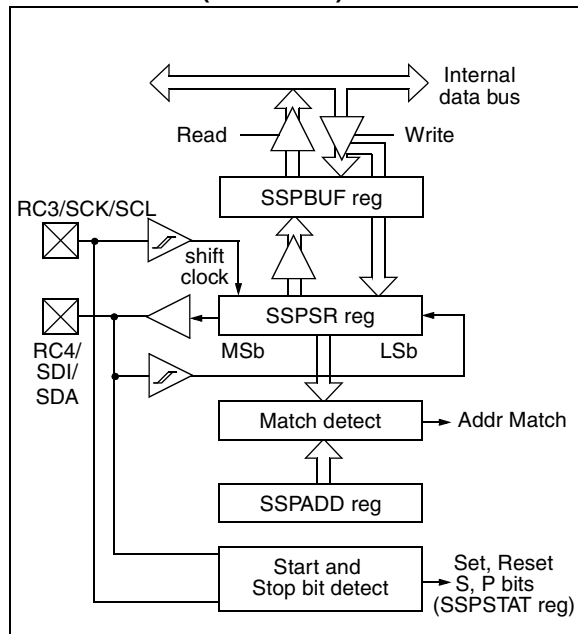 Internal
data bus
Read
Write
SSPBUF reg
RC3/SCK/SCL
shift
clock
SSPSR reg
MSb
LSb
RC4/
SDI/
SDA
Match detect
Addr Match
SSPADD reg
Start and
Stop bit detect
Set, Reset
S, P bits
(SSPSTAT reg)